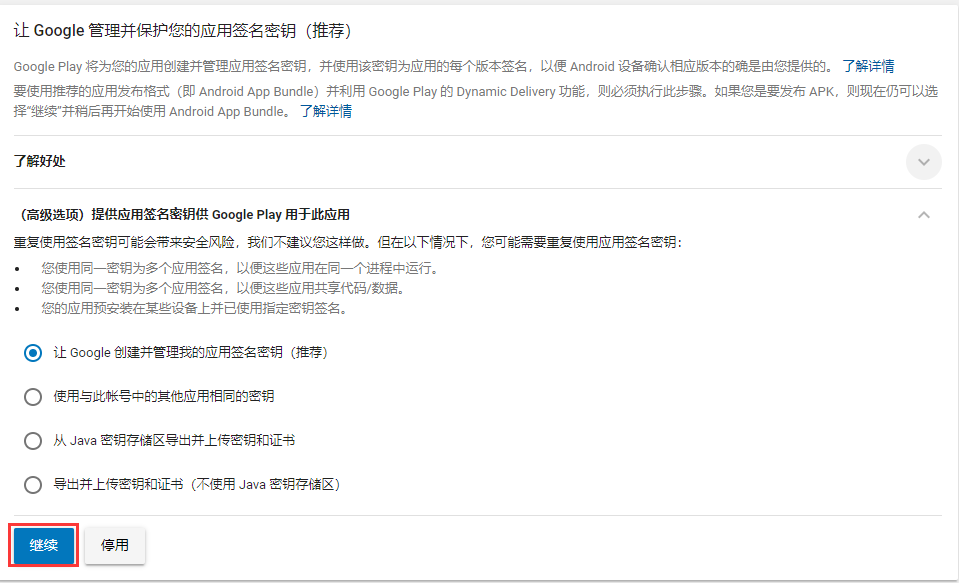 让 Google 管理并保护您的应用签名密钥（推荐）
Google Play 将为您的应用创建并管理应用签名密钥，并使用该密钥为应用的每个版本签名，以便 Android 设备确认相应版本的确是由您提供的。 了解详情
要使用推荐的应用发布格式（即 Android App Bundle）并利用 Google Play 的 Dynamic Delivery 功能，则必须执行此步骤。如果您是要发布 APK，则现在仍可以选
择“继续”并稍后再开始使用 Android App Bundle。 了解详情
了解好处
（高级选项）提供应用签名密钥供 Google Play 用于此应用
重复使用签名密钥可能会带来安全风险，我们不建议您这样做。但在以下情况下，您可能需要重复使用应用签名密钥：
• 您使用同一密钥为多个应用签名，以便这些应用在同一个进程中运行。
• 您使用同一密钥为多个应用签名，以便这些应用共享代码/数据。
• 您的应用预安装在某些设备上并已使用指定密钥签名。
让 Google 创建并管理我的应用签名密钥（推荐）
使用与此帐号中的其他应用相同的密钥
从 Java 密钥存储区导出并上传密钥和证书
导出并上传密钥和证书（不使用 Java 密钥存储区）
继续 停用